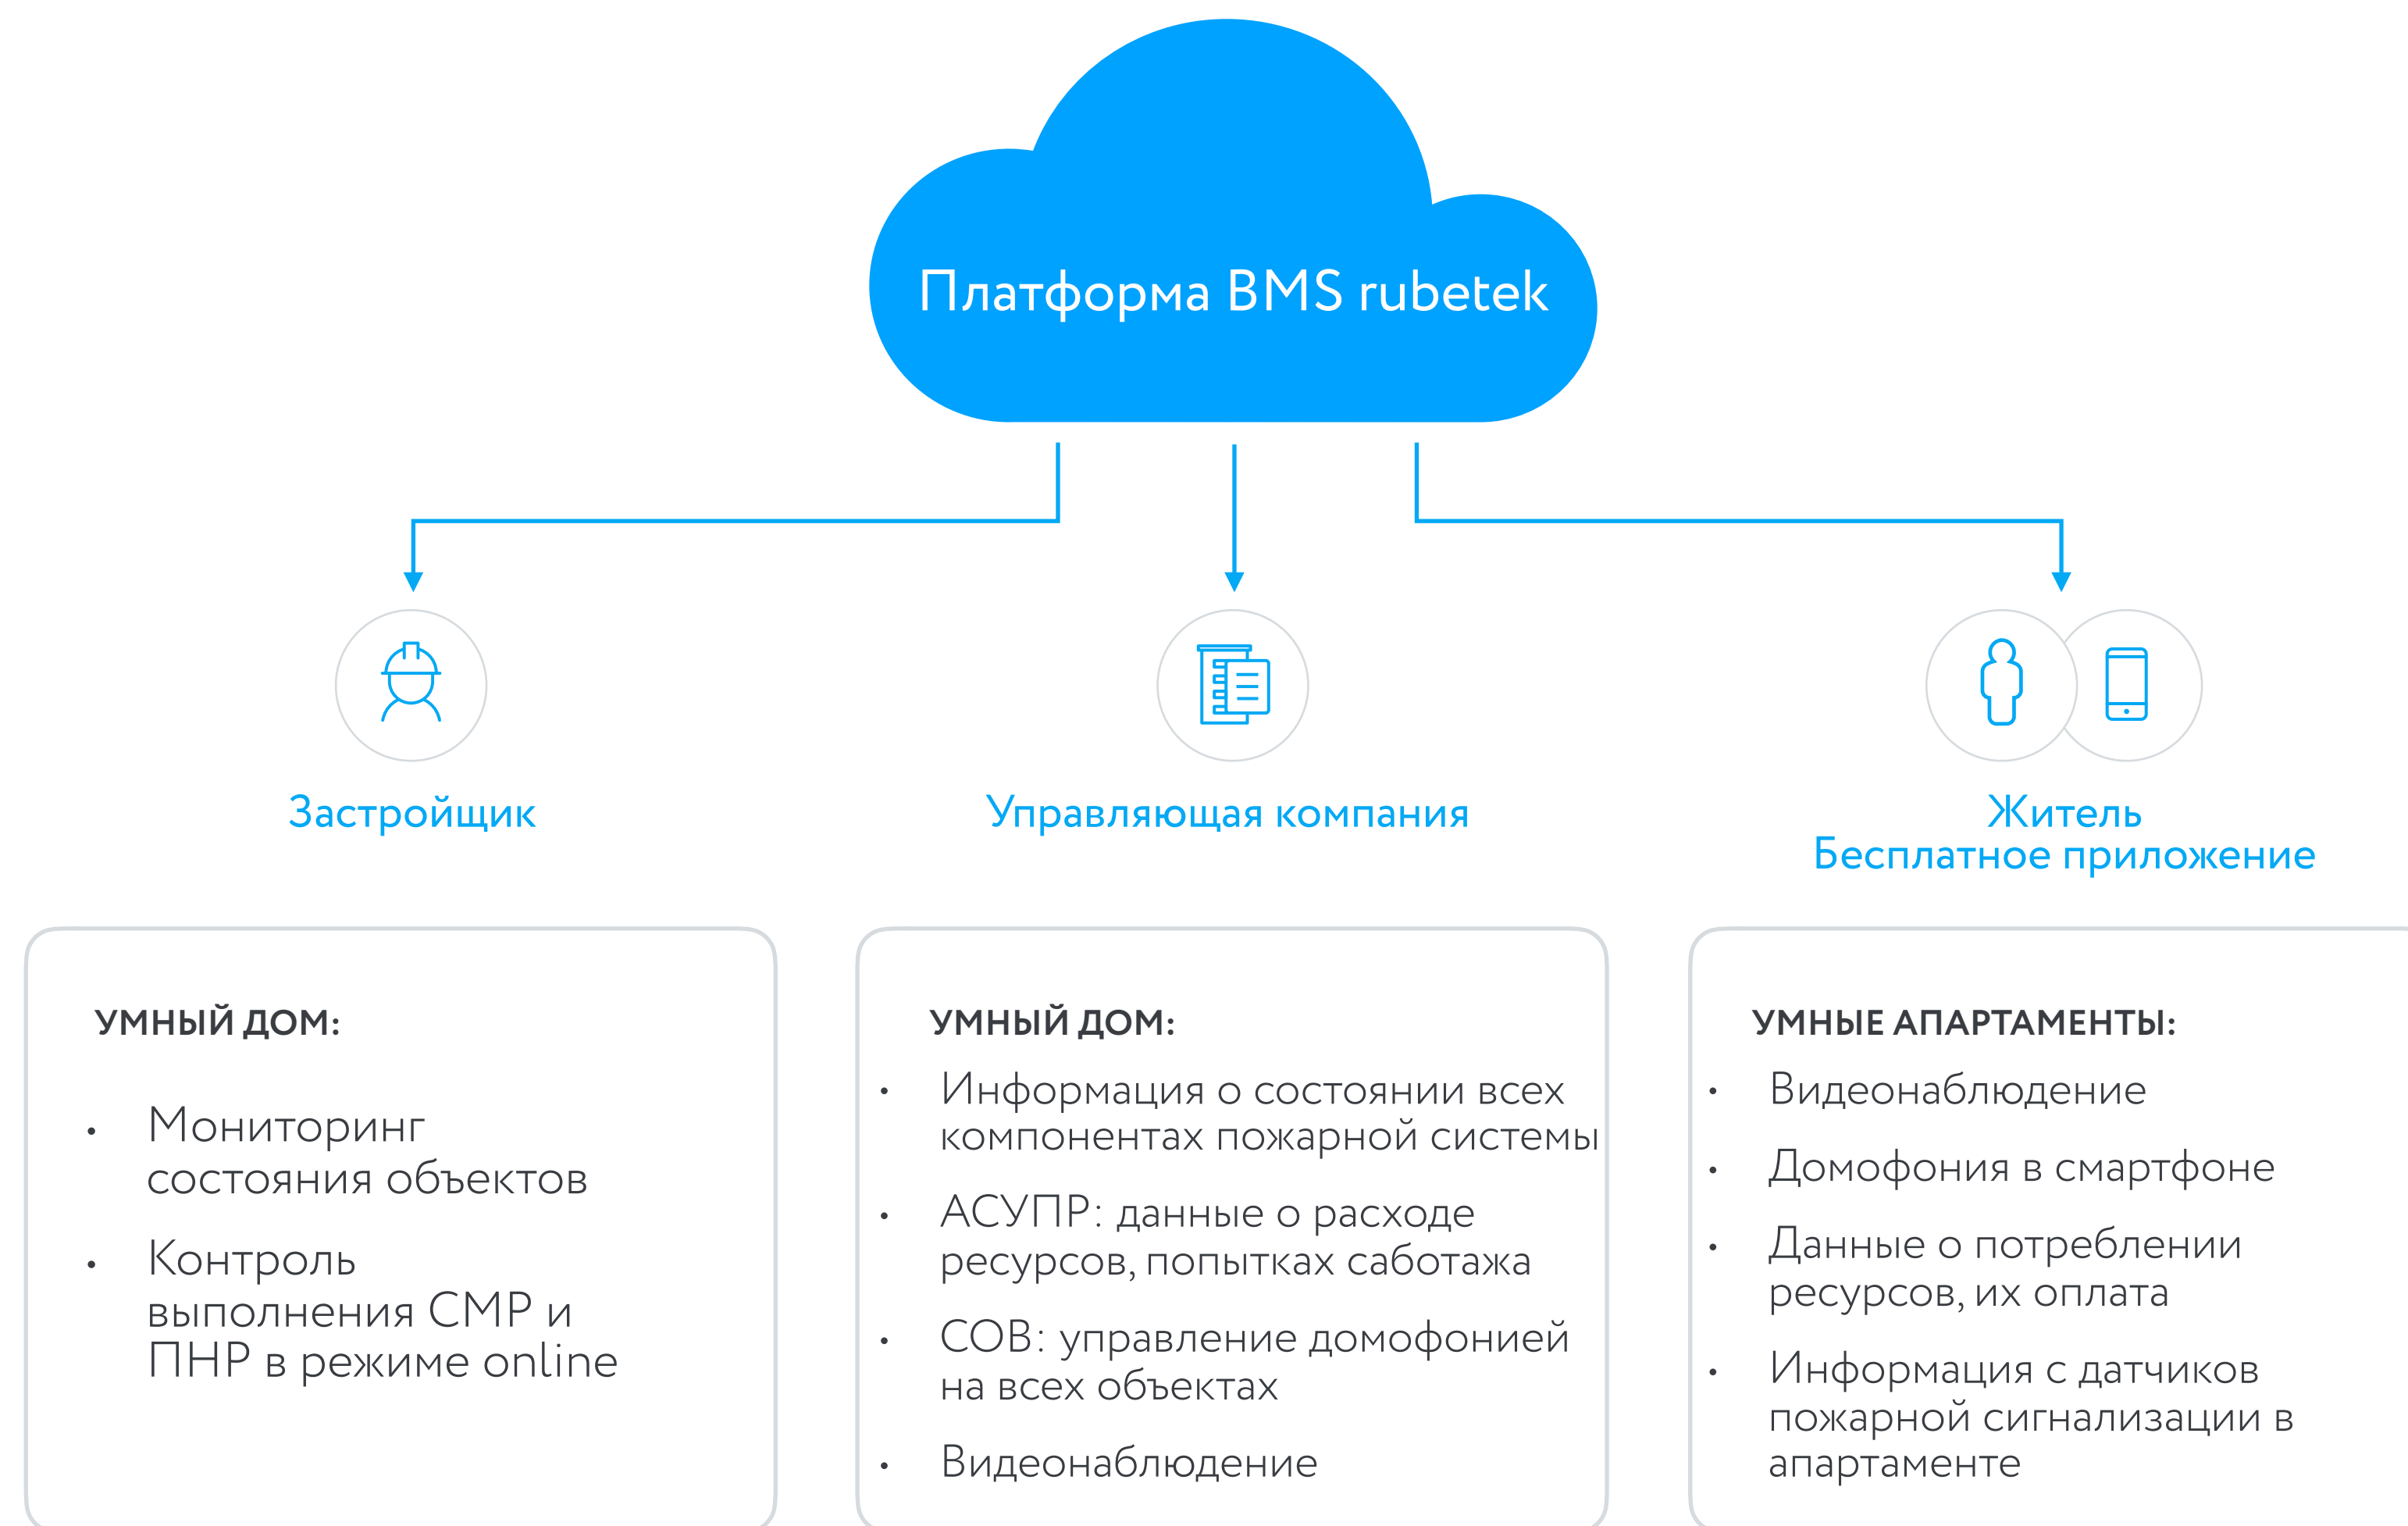 Платформа BMS rubetek
Застройщик
Управляющая компания
Житель
Бесплатное приложение
УМНЫЙ ДОМ:
• Мониторинг
состояния объектов
• Контроль
выполнения СМР и
ПНР в режиме online
УМНЫЙ ДОМ:
• Информация о состоянии всех
компонентах пожарной системы
• АСУПР: данные о расходе
ресурсов, попытках саботажа
• СОВ: управление домофонией
на всех объектах
• Видеонаблюдение
УМНЫЕ АПАРТАМЕНТЫ:
• Видеонаблюдение
• Домофония в смартфоне
• Данные о потреблении
ресурсов, их оплата
• Информация с датчиков
пожарной сигнализации в
апартаменте